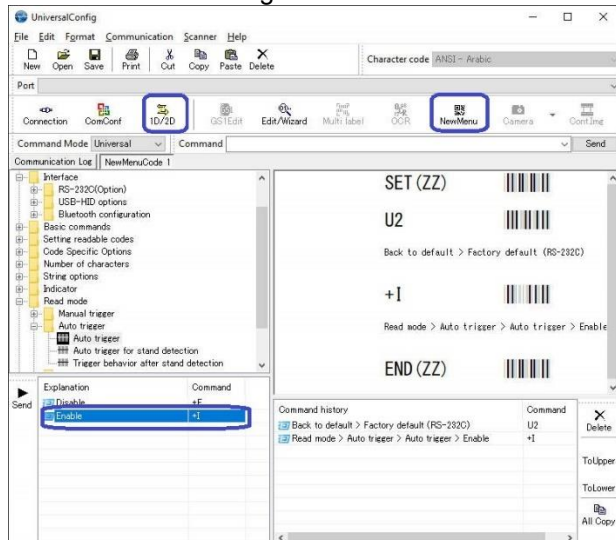 UniversalConfig
File Edit Format Communication Scanner Help
New Open Save Print Cut Copy Paste Delete
Character code ANSI - Arabic
Port
Connection ComConf 1D/2D GS1Edit Edit/Wizard Multi label OCR NewMenu Camera Conf.Img
Command Mode Universal Command Send
Communication Log NewMenuCode 1
Interface
RS-232C(Option)
USB-HID options
Bluetooth configuration
Basic commands
Setting readable codes
Code Specific Options
Number of characters
String options
Indicator
Read mode
Manual trigger
Auto trigger
Auto trigger
Auto trigger for stand detection
Trigger behavior after stand detection
SET (ZZ)
U2
Back to default > Factory default (RS-232C)
+I
Read mode > Auto trigger > Auto trigger > Enable
END (ZZ)
Send
Explanation Command
Disable +F
Enable +I
Command history Command
Back to default > Factory default (RS-232C) U2
Read mode > Auto trigger > Auto trigger > Enable +I
Delete
ToUpper
ToLower
All Copy